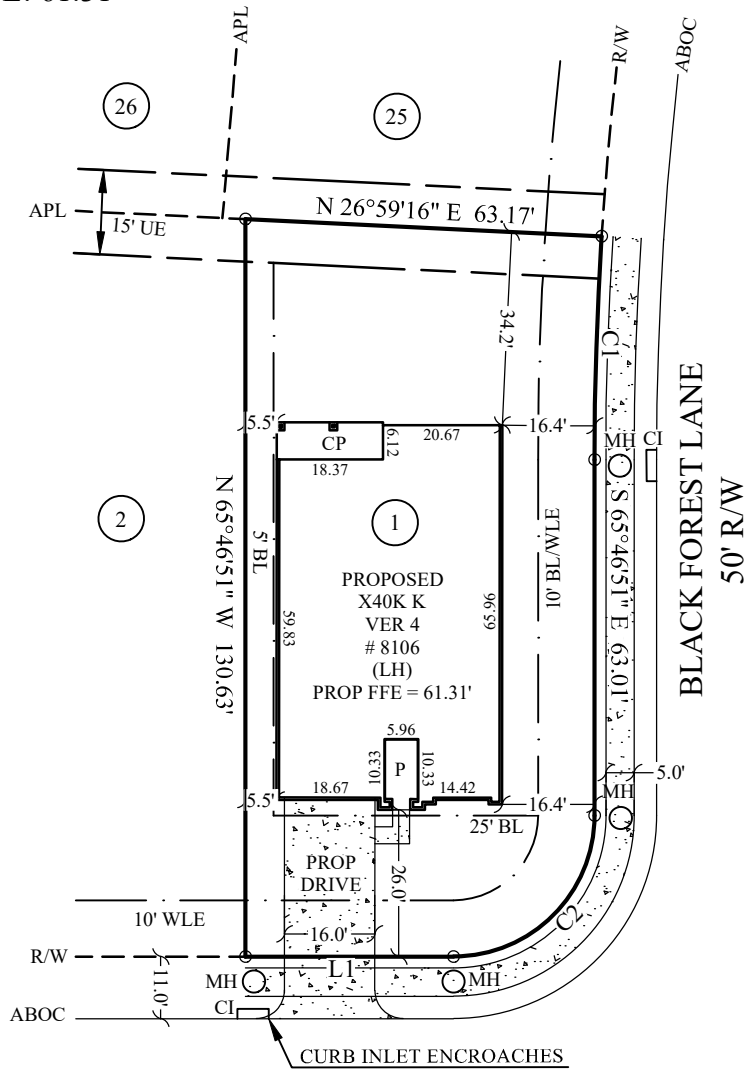 APL
R/W
ABOC
26
25
APL
15' UE
N 26°59'16" E 63.17'
34.2'
C1
5.5'
CP
6.12
20.67
16.4'
MH
CI
18.37
2
N 65°46'51" W 130.63'
5' BL
1
PROPOSED
X40K K
VER 4
# 8106
(LH)
PROP FFE = 61.31'
59.83
65.96
10' BL/WLE
S 65°46'51" E 63.01'
BLACK FOREST LANE
50' R/W
5.96
10.33
P
10.33
18.67
14.42
5.0'
5.5'
16.4'
MH
25' BL
PROP
DRIVE
26.0'
10' WLE
16.0'
C2
R/W
L1
11.0'
MH
MH
ABOC
CI
CURB INLET ENCROACHES